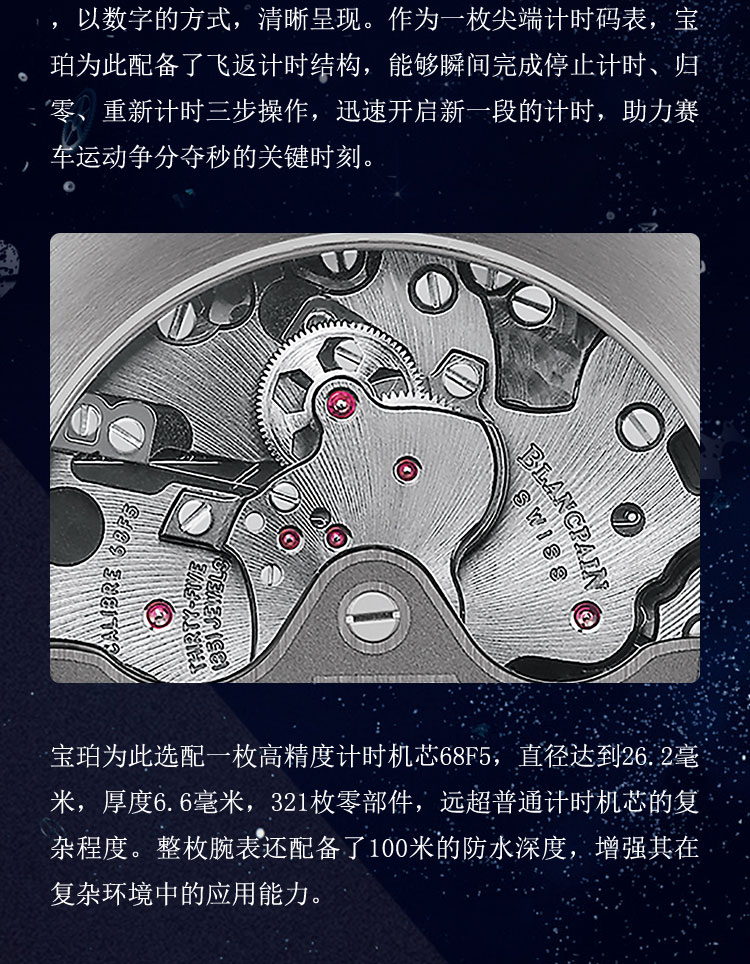 ，以数字的方式，清晰呈现。作为一枚尖端计时码表，宝
珀为此配备了飞返计时结构，能够瞬间完成停止计时、归
零、重新计时三步操作，迅速开启新一段的计时，助力赛
车运动争分夺秒的关键时刻。
BLANCPAIN
SWISS
CALIBRE 68F5
THIRTY-FIVE
(35) JEWELS
宝珀为此选配一枚高精度计时机芯68F5，直径达到26.2毫
米，厚度6.6毫米，321枚零部件，远超普通计时机芯的复
杂程度。整枚腕表还配备了100米的防水深度，增强其在
复杂环境中的应用能力。